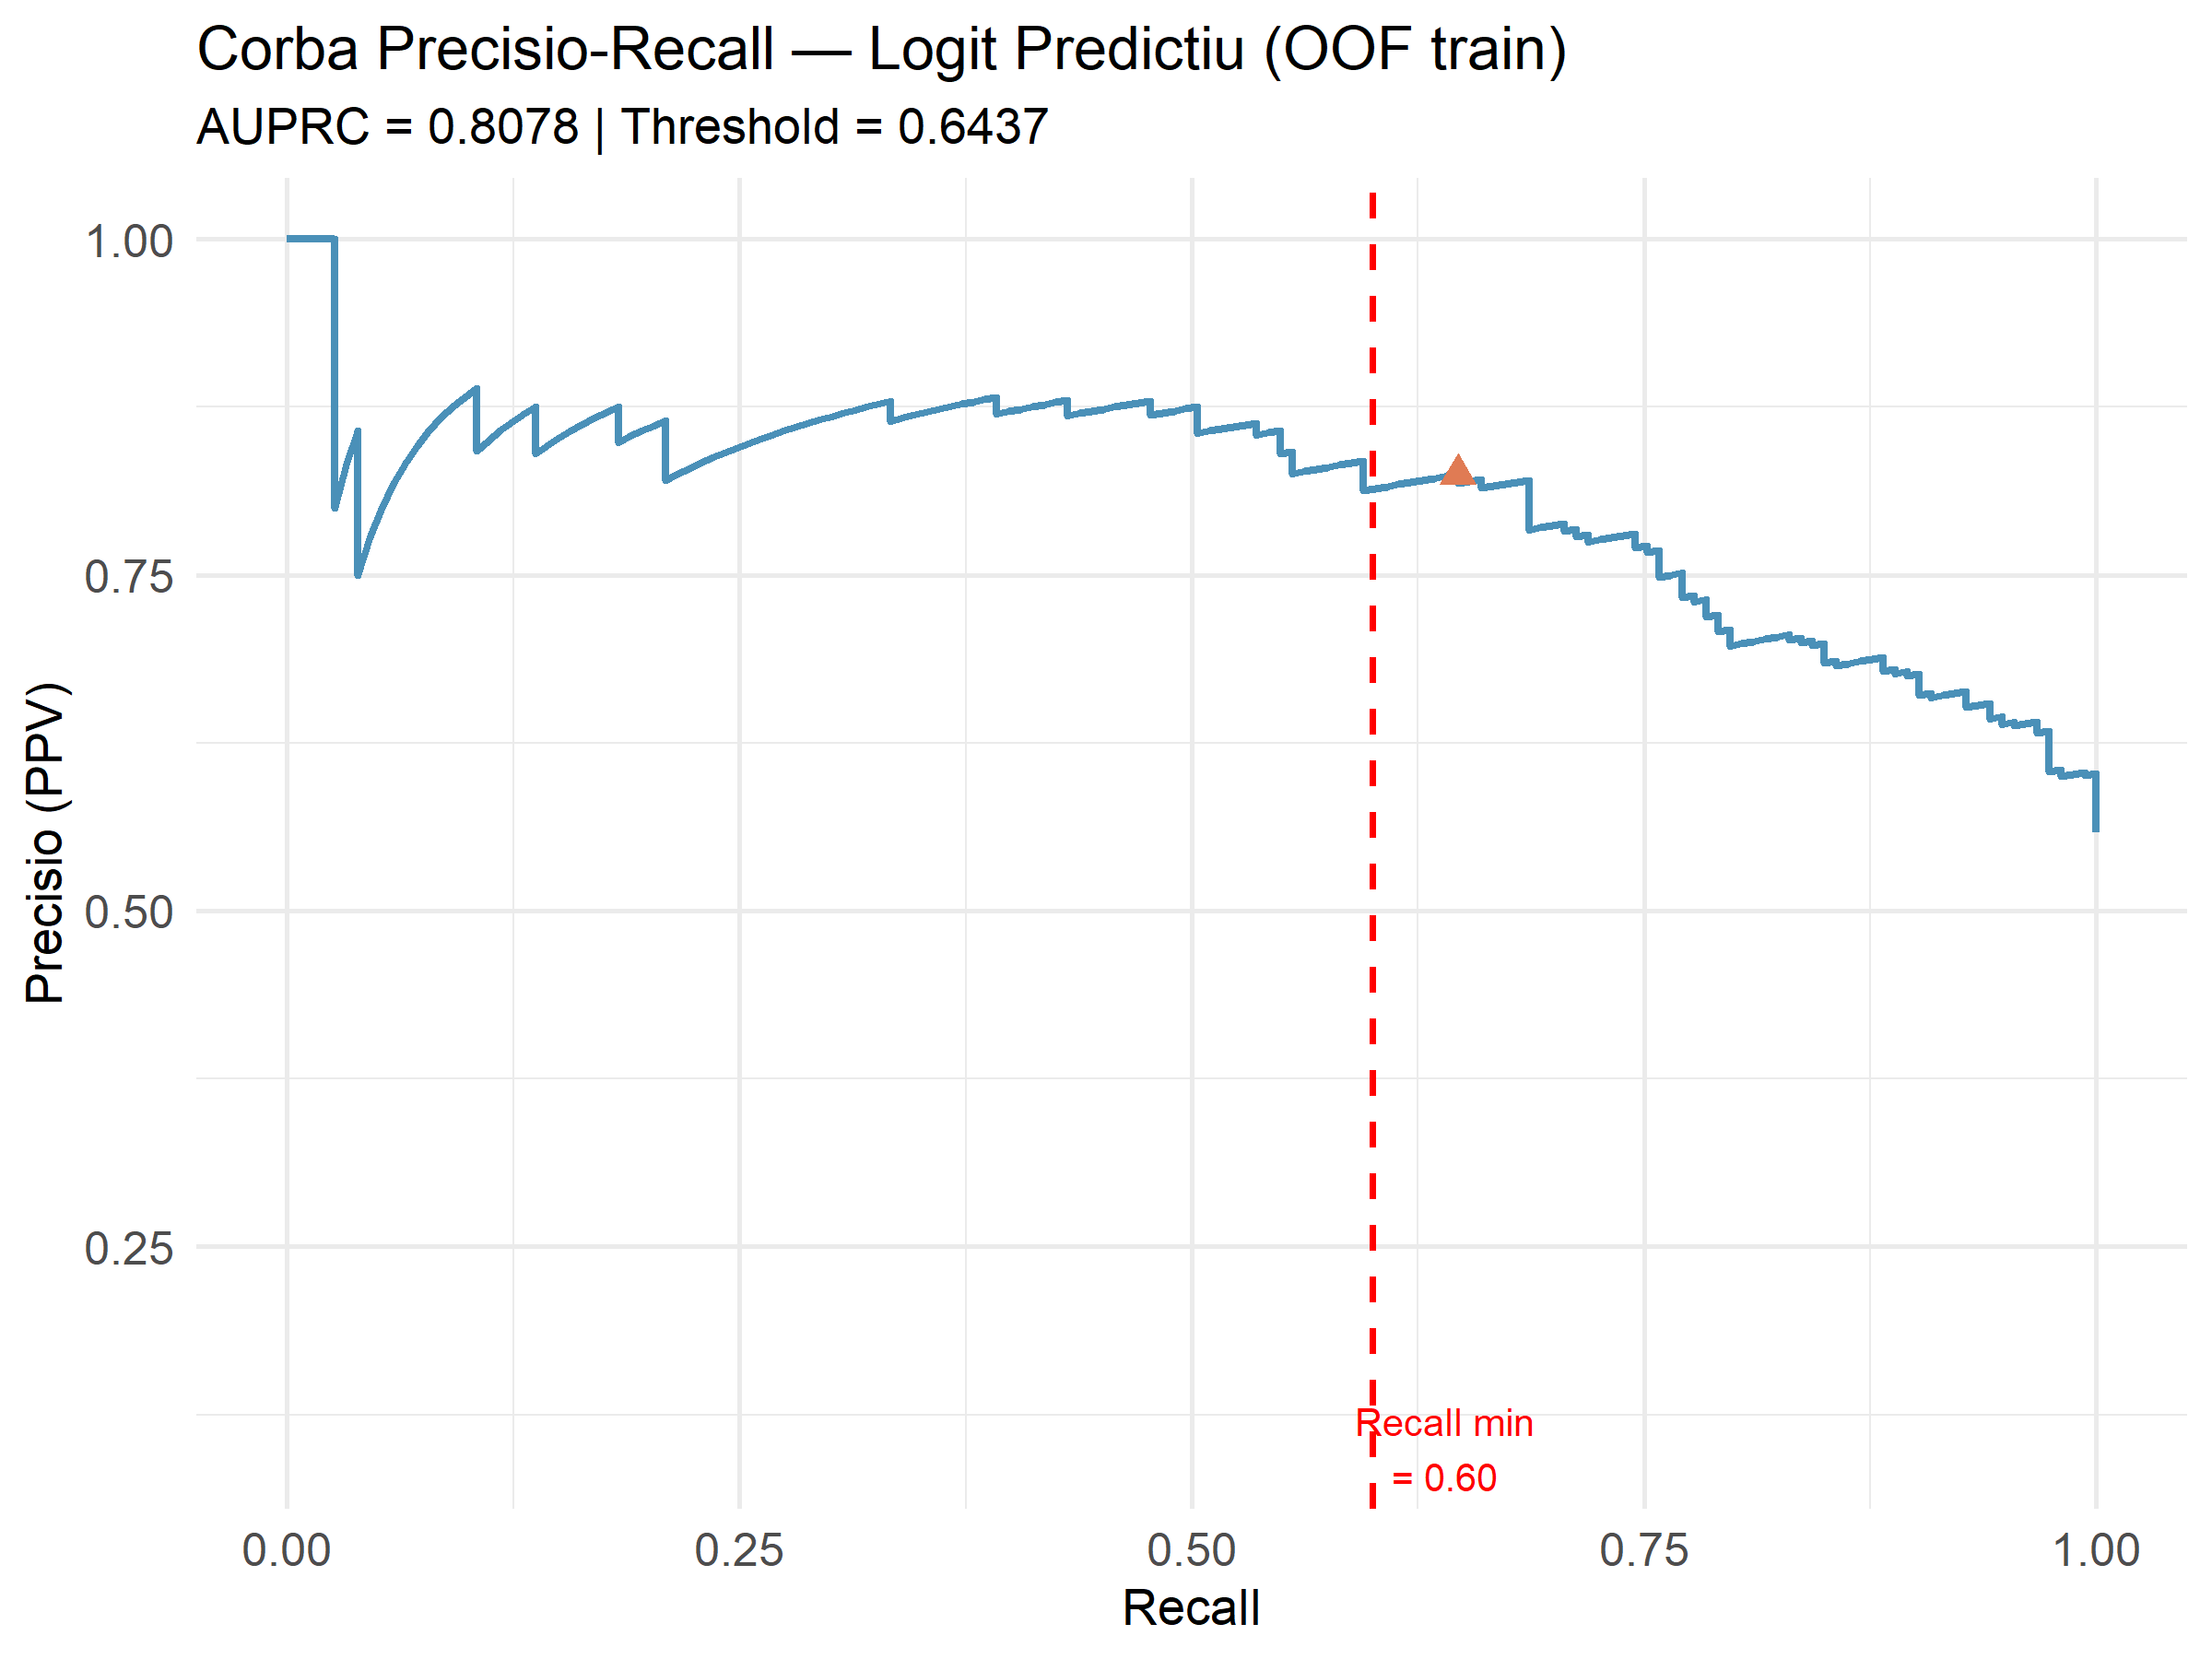 Corba Precisio-Recall — Logit Predictiu (OOF train)
AUPRC = 0.8078 | Threshold = 0.6437
Precisio (PPV)
1.00
0.75
0.50
0.25
Recall min
= 0.60
0.00
0.25
0.50
0.75
1.00
Recall